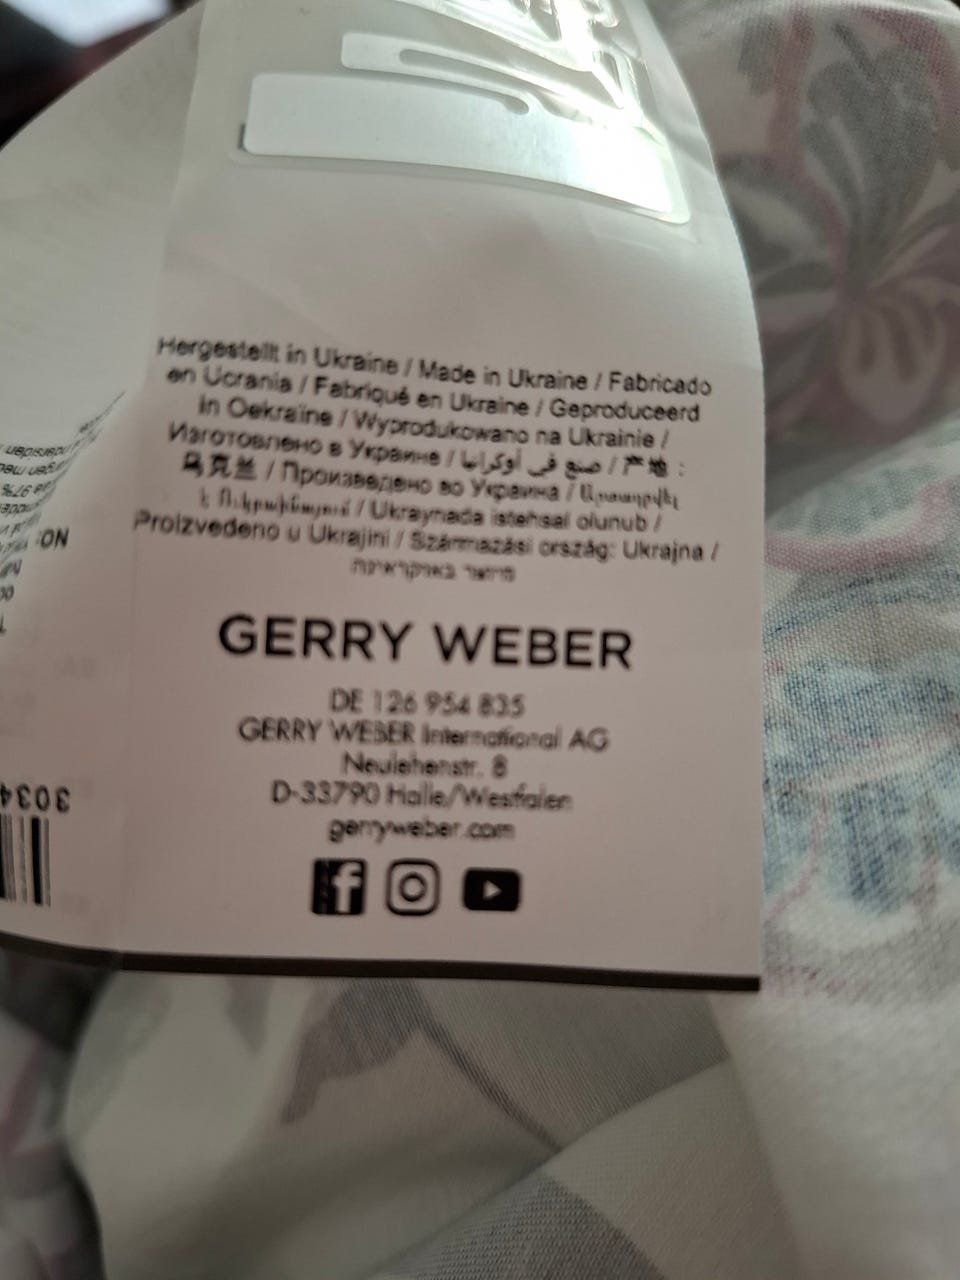 Hergestellt in Ukraine / Made in Ukraine / Fabricado
en Ucrania / Fabriqué en Ukraine / Geproduceerd
in Oekraïne / Wyprodukowano na Ukrainie /
Изготовлено в Украине / صنع في أوكرانيا / 产地 :
乌克兰 / Произведено во Украина /
/ Ukraynada istehsal olunub /
Proizvedeno u Ukrajini / Származási ország: Ukrajna /
מיוצר באוקראינה
GERRY WEBER
DE 126 954 835
GERRY WEBER International AG
Neulehenstr. 8
D-33790 Halle/Westfalen
gerryweber.com